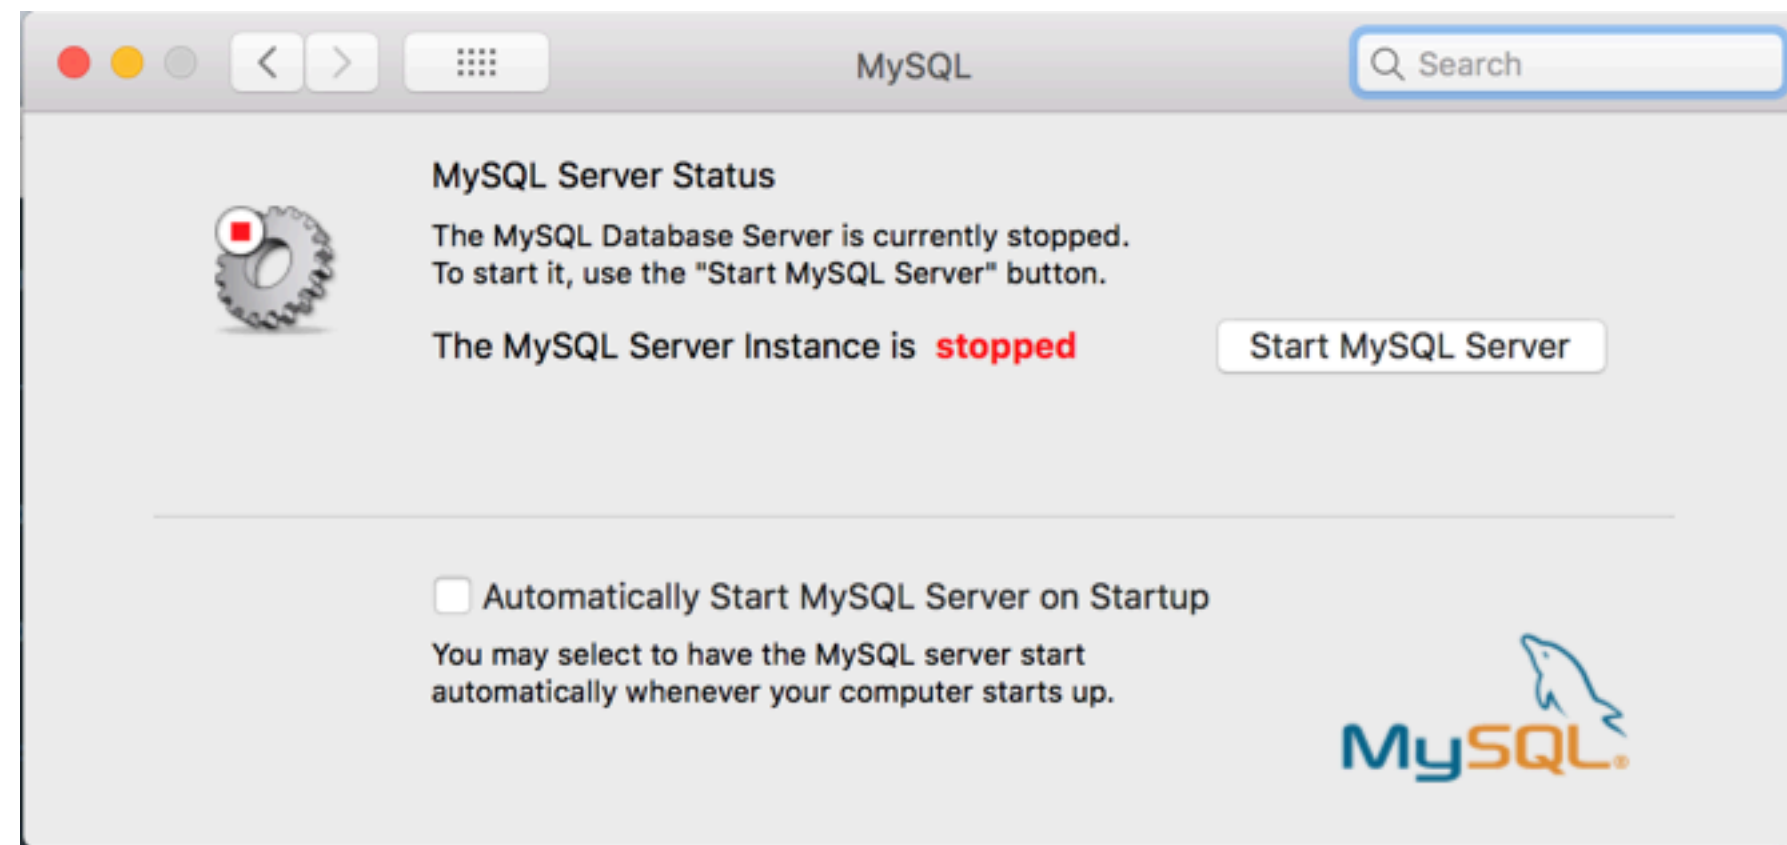 MySQL
Search
MySQL Server Status
The MySQL Database Server is currently stopped.
To start it, use the "Start MySQL Server" button.
The MySQL Server Instance is stopped
Start MySQL Server
Automatically Start MySQL Server on Startup
You may select to have the MySQL server start
automatically whenever your computer starts up.
MySQL®